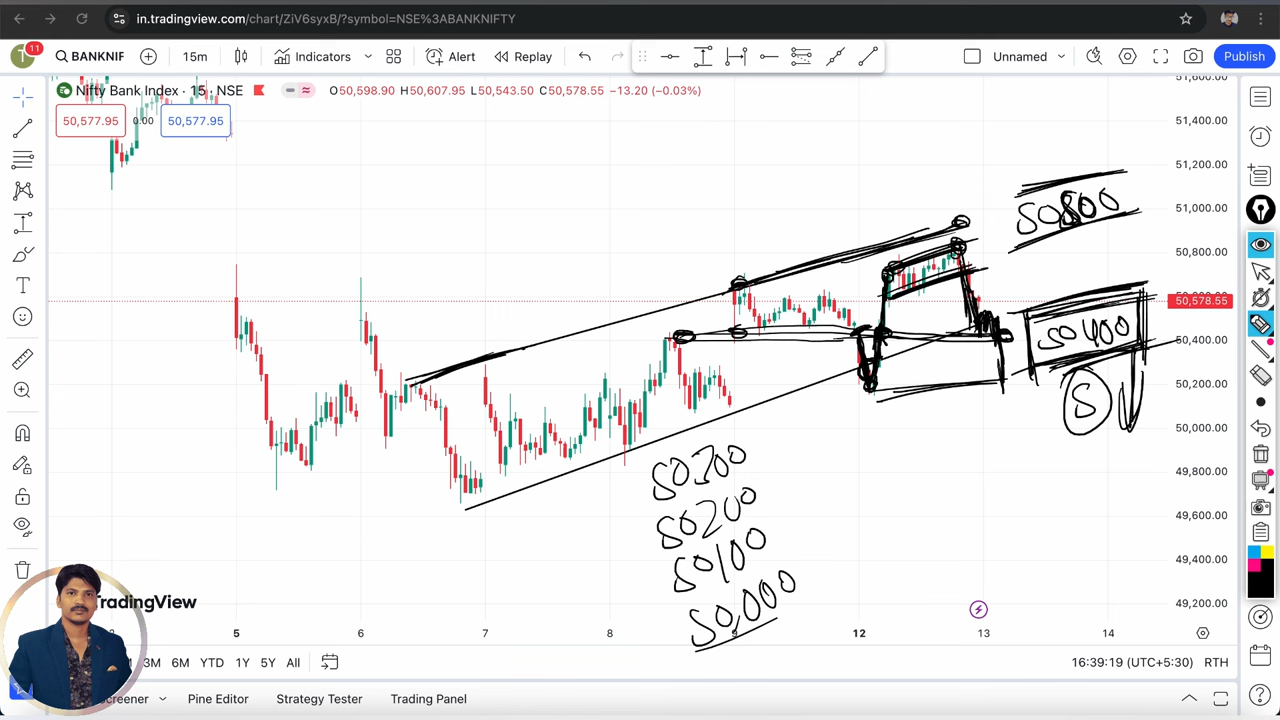 in.tradingview.com/chart/ZiV6syxB/?symbol=NSE%3ABANKNIFTY
T 11 BANKNIF 15m Indicators Alert Replay Unnamed Publish
Nifty Bank Index · 15 · NSE O50,598.90 H50,607.95 L50,543.50 C50,578.55 −13.20 (−0.03%)
50,577.95 0.00 50,577.95
51,600.00
51,400.00
51,200.00
51,000.00
50,800.00
50,578.55
50,400.00
50,200.00
50,000.00
49,800.00
49,600.00
49,400.00
49,200.00
50800
50400
S
50300
50200
50100
50,000
TradingView
5 6 7 8 9 12 13 14
3M 6M YTD 1Y 5Y All 16:39:19 (UTC+5:30) RTH
Screener Pine Editor Strategy Tester Trading Panel